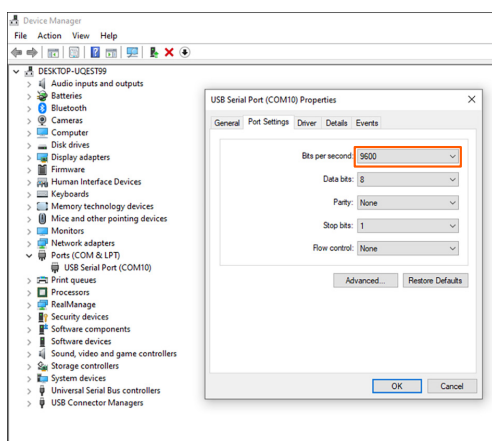 Device Manager
File Action View Help
DESKTOP-UQEST99
Audio inputs and outputs
Batteries
Bluetooth
Cameras
Computer
Disk drives
Display adapters
Firmware
Human Interface Devices
Keyboards
Memory technology devices
Mice and other pointing devices
Monitors
Network adapters
Ports (COM & LPT)
USB Serial Port (COM10)
Print queues
Processors
RealManage
Security devices
Software components
Software devices
Sound, video and game controllers
Storage controllers
System devices
Universal Serial Bus controllers
USB Connector Managers
USB Serial Port (COM10) Properties
General Port Settings Driver Details Events
Bits per second: 9600
Data bits: 8
Parity: None
Stop bits: 1
Flow control: None
Advanced... Restore Defaults
OK Cancel